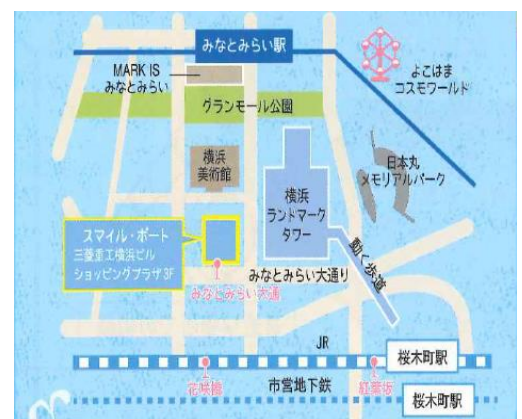 みなとみらい駅
MARK IS
みなとみらい
よこはま
コスモワールド
グランモール公園
横浜
美術館
横浜
ランドマーク
タワー
日本丸
メモリアルパーク
スマイル・ポート
三菱重工横浜ビル
ショッピングプラザ3F
動く歩道
みなとみらい大通り
みなとみらい大通
JR
桜木町駅
花咲橋
紅葉坂
市営地下鉄
桜木町駅